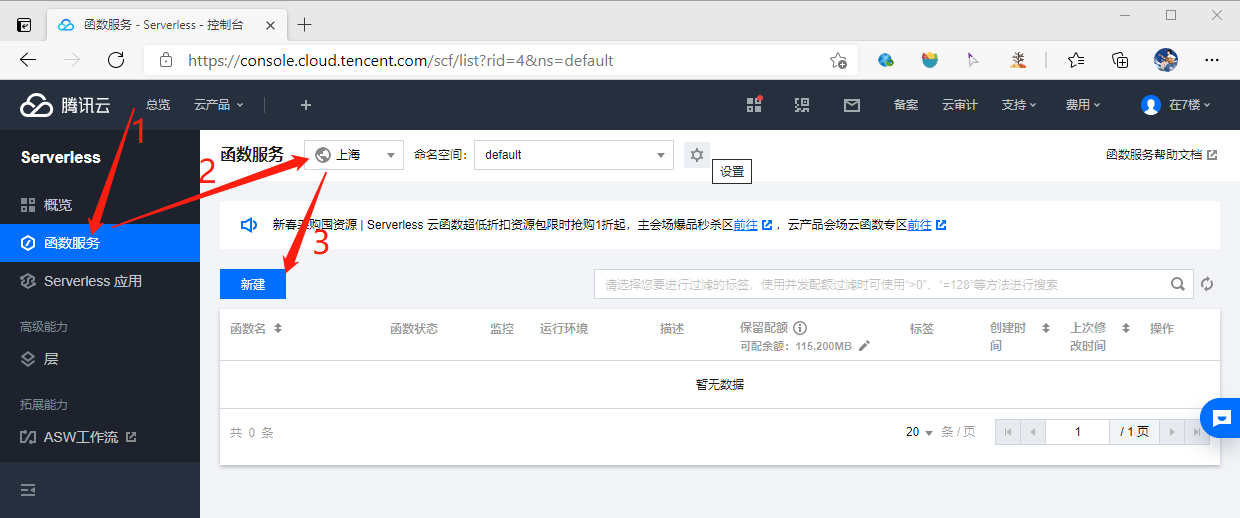 函数服务 - Serverless - 控制台
https://console.cloud.tencent.com/scf/list?rid=4&ns=default
腾讯云 总览 云产品 备案 云审计 支持 费用 在7楼
1
Serverless
函数服务 上海 命名空间： default 函数服务帮助文档
设置
2
概览
新春采购囤资源 | Serverless 云函数超低折扣资源包限时抢购1折起，主会场爆品秒杀区前往 ，云产品会场云函数专区前往
函数服务
3
Serverless 应用
新建 请选择您要进行过滤的标签，使用并发配额过滤时可使用“>0”、“=128”等方法进行搜索
高级能力
函数名 函数状态 监控 运行环境 描述 保留配额 标签 创建时间 上次修改时间 操作
可配余额：115,200MB
层
暂无数据
拓展能力
共 0 条 20 条 / 页 1 / 1 页
ASW工作流